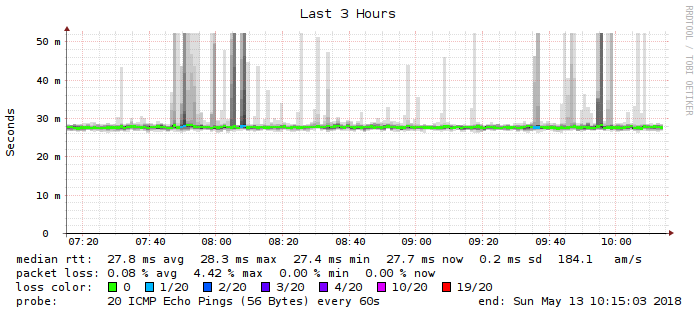 Last 3 Hours
RRDTOOL / TOBI OETIKER
Seconds
50 m
40 m
30 m
20 m
10 m
0
07:20 07:40 08:00 08:20 08:40 09:00 09:20 09:40 10:00
median rtt: 27.8 ms avg 28.3 ms max 27.4 ms min 27.7 ms now 0.2 ms sd 184.1 am/s
packet loss: 0.08 % avg 4.42 % max 0.00 % min 0.00 % now
loss color: 0 1/20 2/20 3/20 4/20 10/20 19/20
probe: 20 ICMP Echo Pings (56 Bytes) every 60s end: Sun May 13 10:15:03 2018